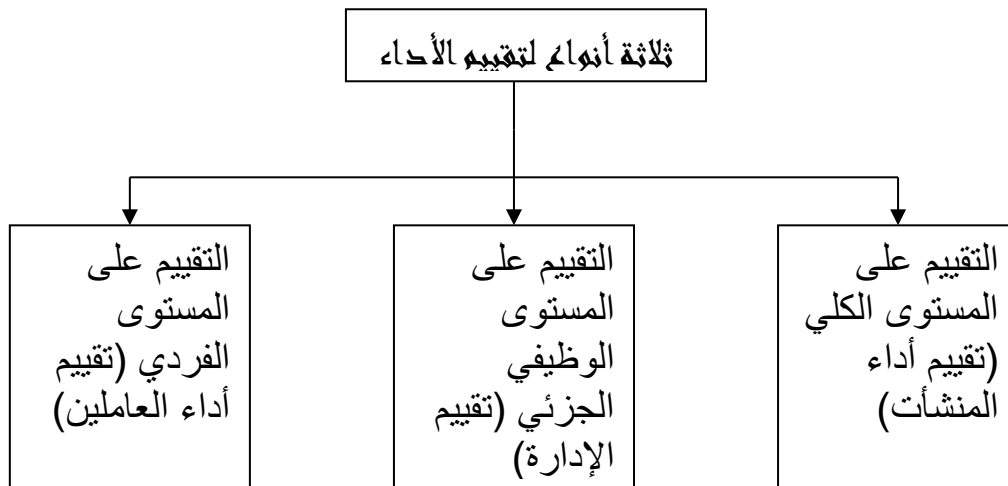 ثلاثة أنواع لتقييم الأداء
التقييم على
المستوى الكلي
(تقييم أداء
المنشأت)
التقييم على
المستوى
الوظيفي
الجزئي (تقييم
الإدارة)
التقييم على
المستوى
الفردي (تقييم
أداء العاملين)